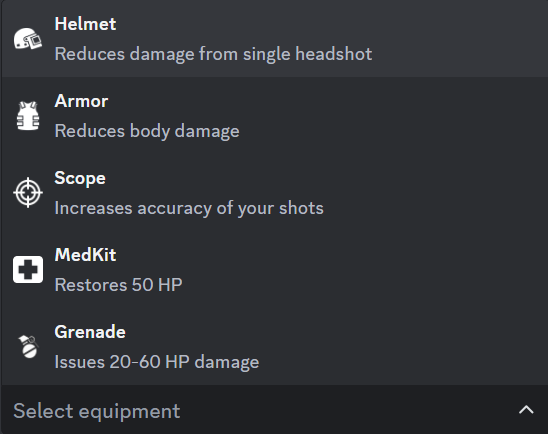 Helmet
Reduces damage from single headshot
Armor
Reduces body damage
Scope
Increases accuracy of your shots
MedKit
Restores 50 HP
Grenade
Issues 20-60 HP damage
Select equipment